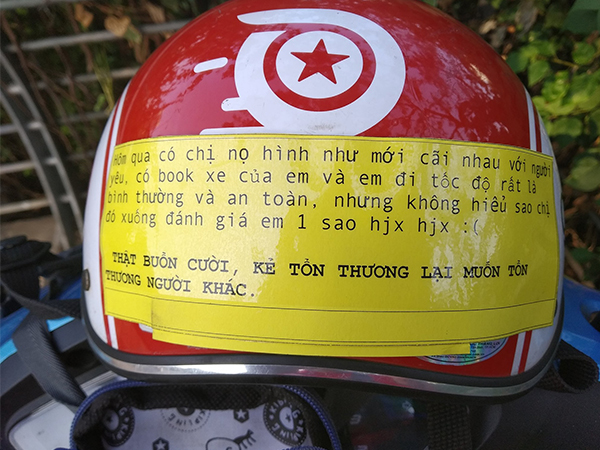 Hôm qua có chị nọ hình như mới cãi nhau với người
yêu, có book xe của em và em đi tốc độ rất là
bình thường và an toàn, nhưng không hiểu sao chị
đó xuống đánh giá em 1 sao hjx hjx :(
THẬT BUỒN CƯỜI, KẺ TỔN THƯƠNG LẠI MUỐN TỔN
THƯƠNG NGƯỜI KHÁC.